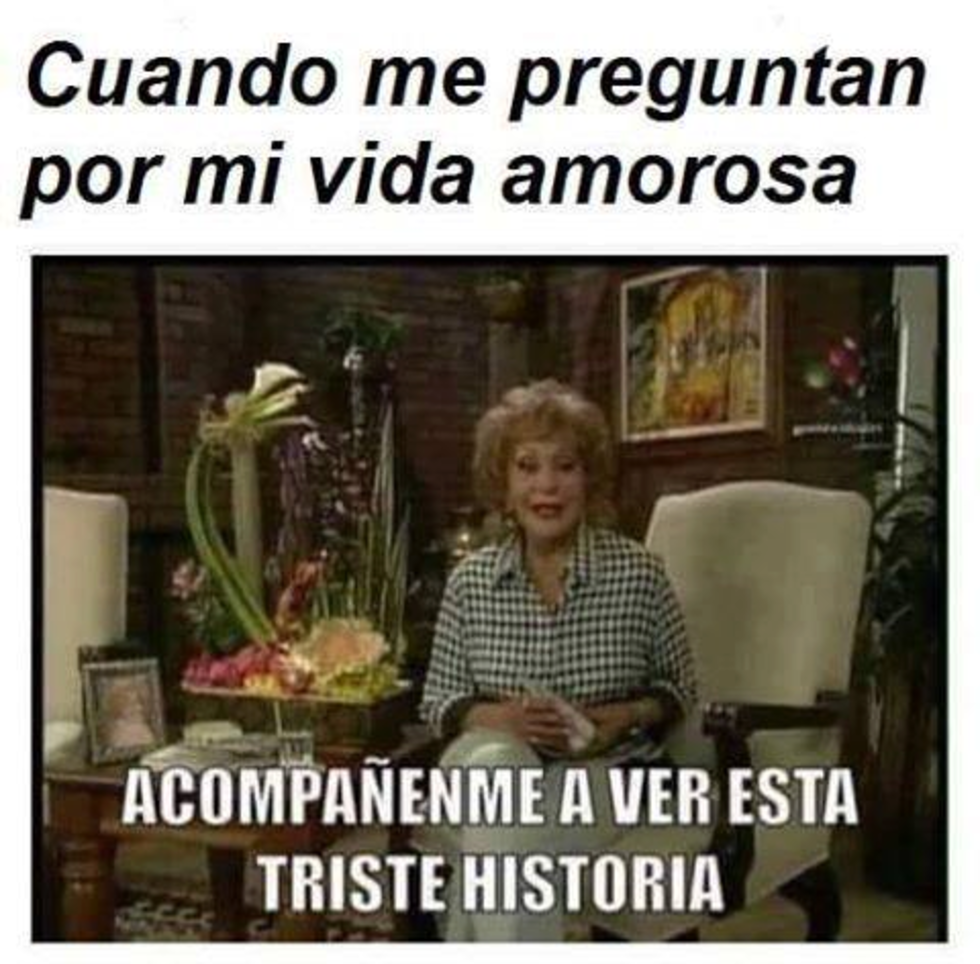 Cuando me preguntan
por mi vida amorosa
ACOMPAÑENME A VER ESTA
TRISTE HISTORIA